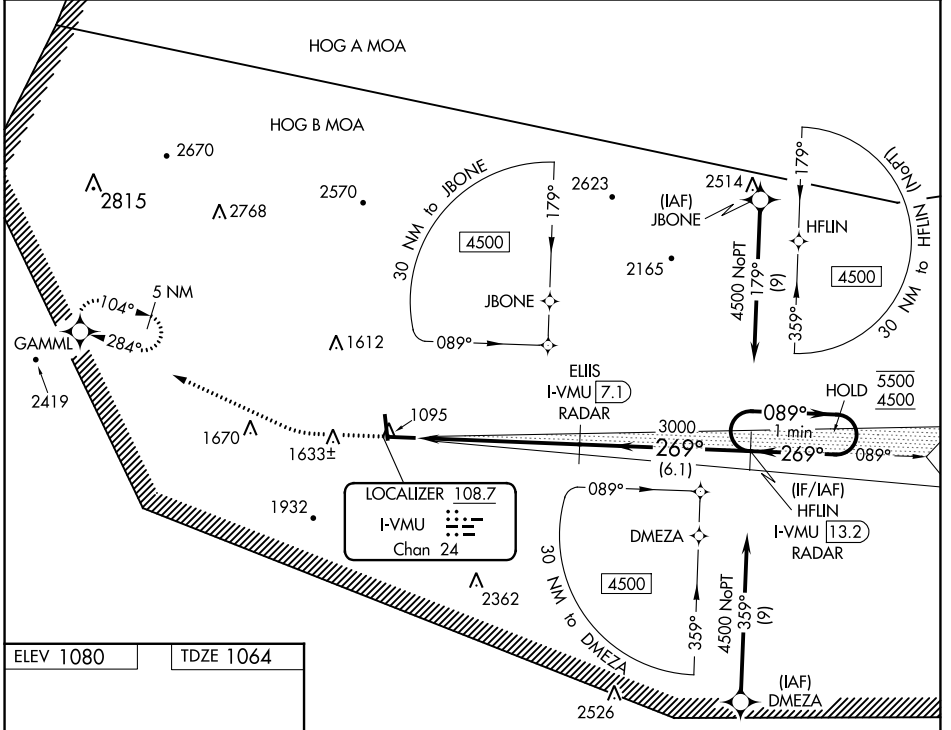 HOG A MOA
HOG B MOA
2670
2815
2768
2570
2623
2514
2165
30 NM to JBONE
4500
179°
JBONE
089°
(IAF)
JBONE
4500 NoPT
179°
(9)
179°
HFLIN
359°
4500
30 NM to HFLIN (NoPT)
104°
5 NM
284°
GAMML
2419
1612
1670
1633±
1095
ELIIS
I-VMU 7.1
RADAR
HOLD
5500
4500
089°
1 min
3000
269°
(6.1)
269°
089°
(IF/IAF)
HFLIN
I-VMU 13.2
RADAR
LOCALIZER 108.7
I-VMU
Chan 24
1932
2362
089°
DMEZA
4500
359°
30 NM to DMEZA
4500 NoPT
359°
(9)
(IAF)
DMEZA
2526
ELEV 1080
TDZE 1064